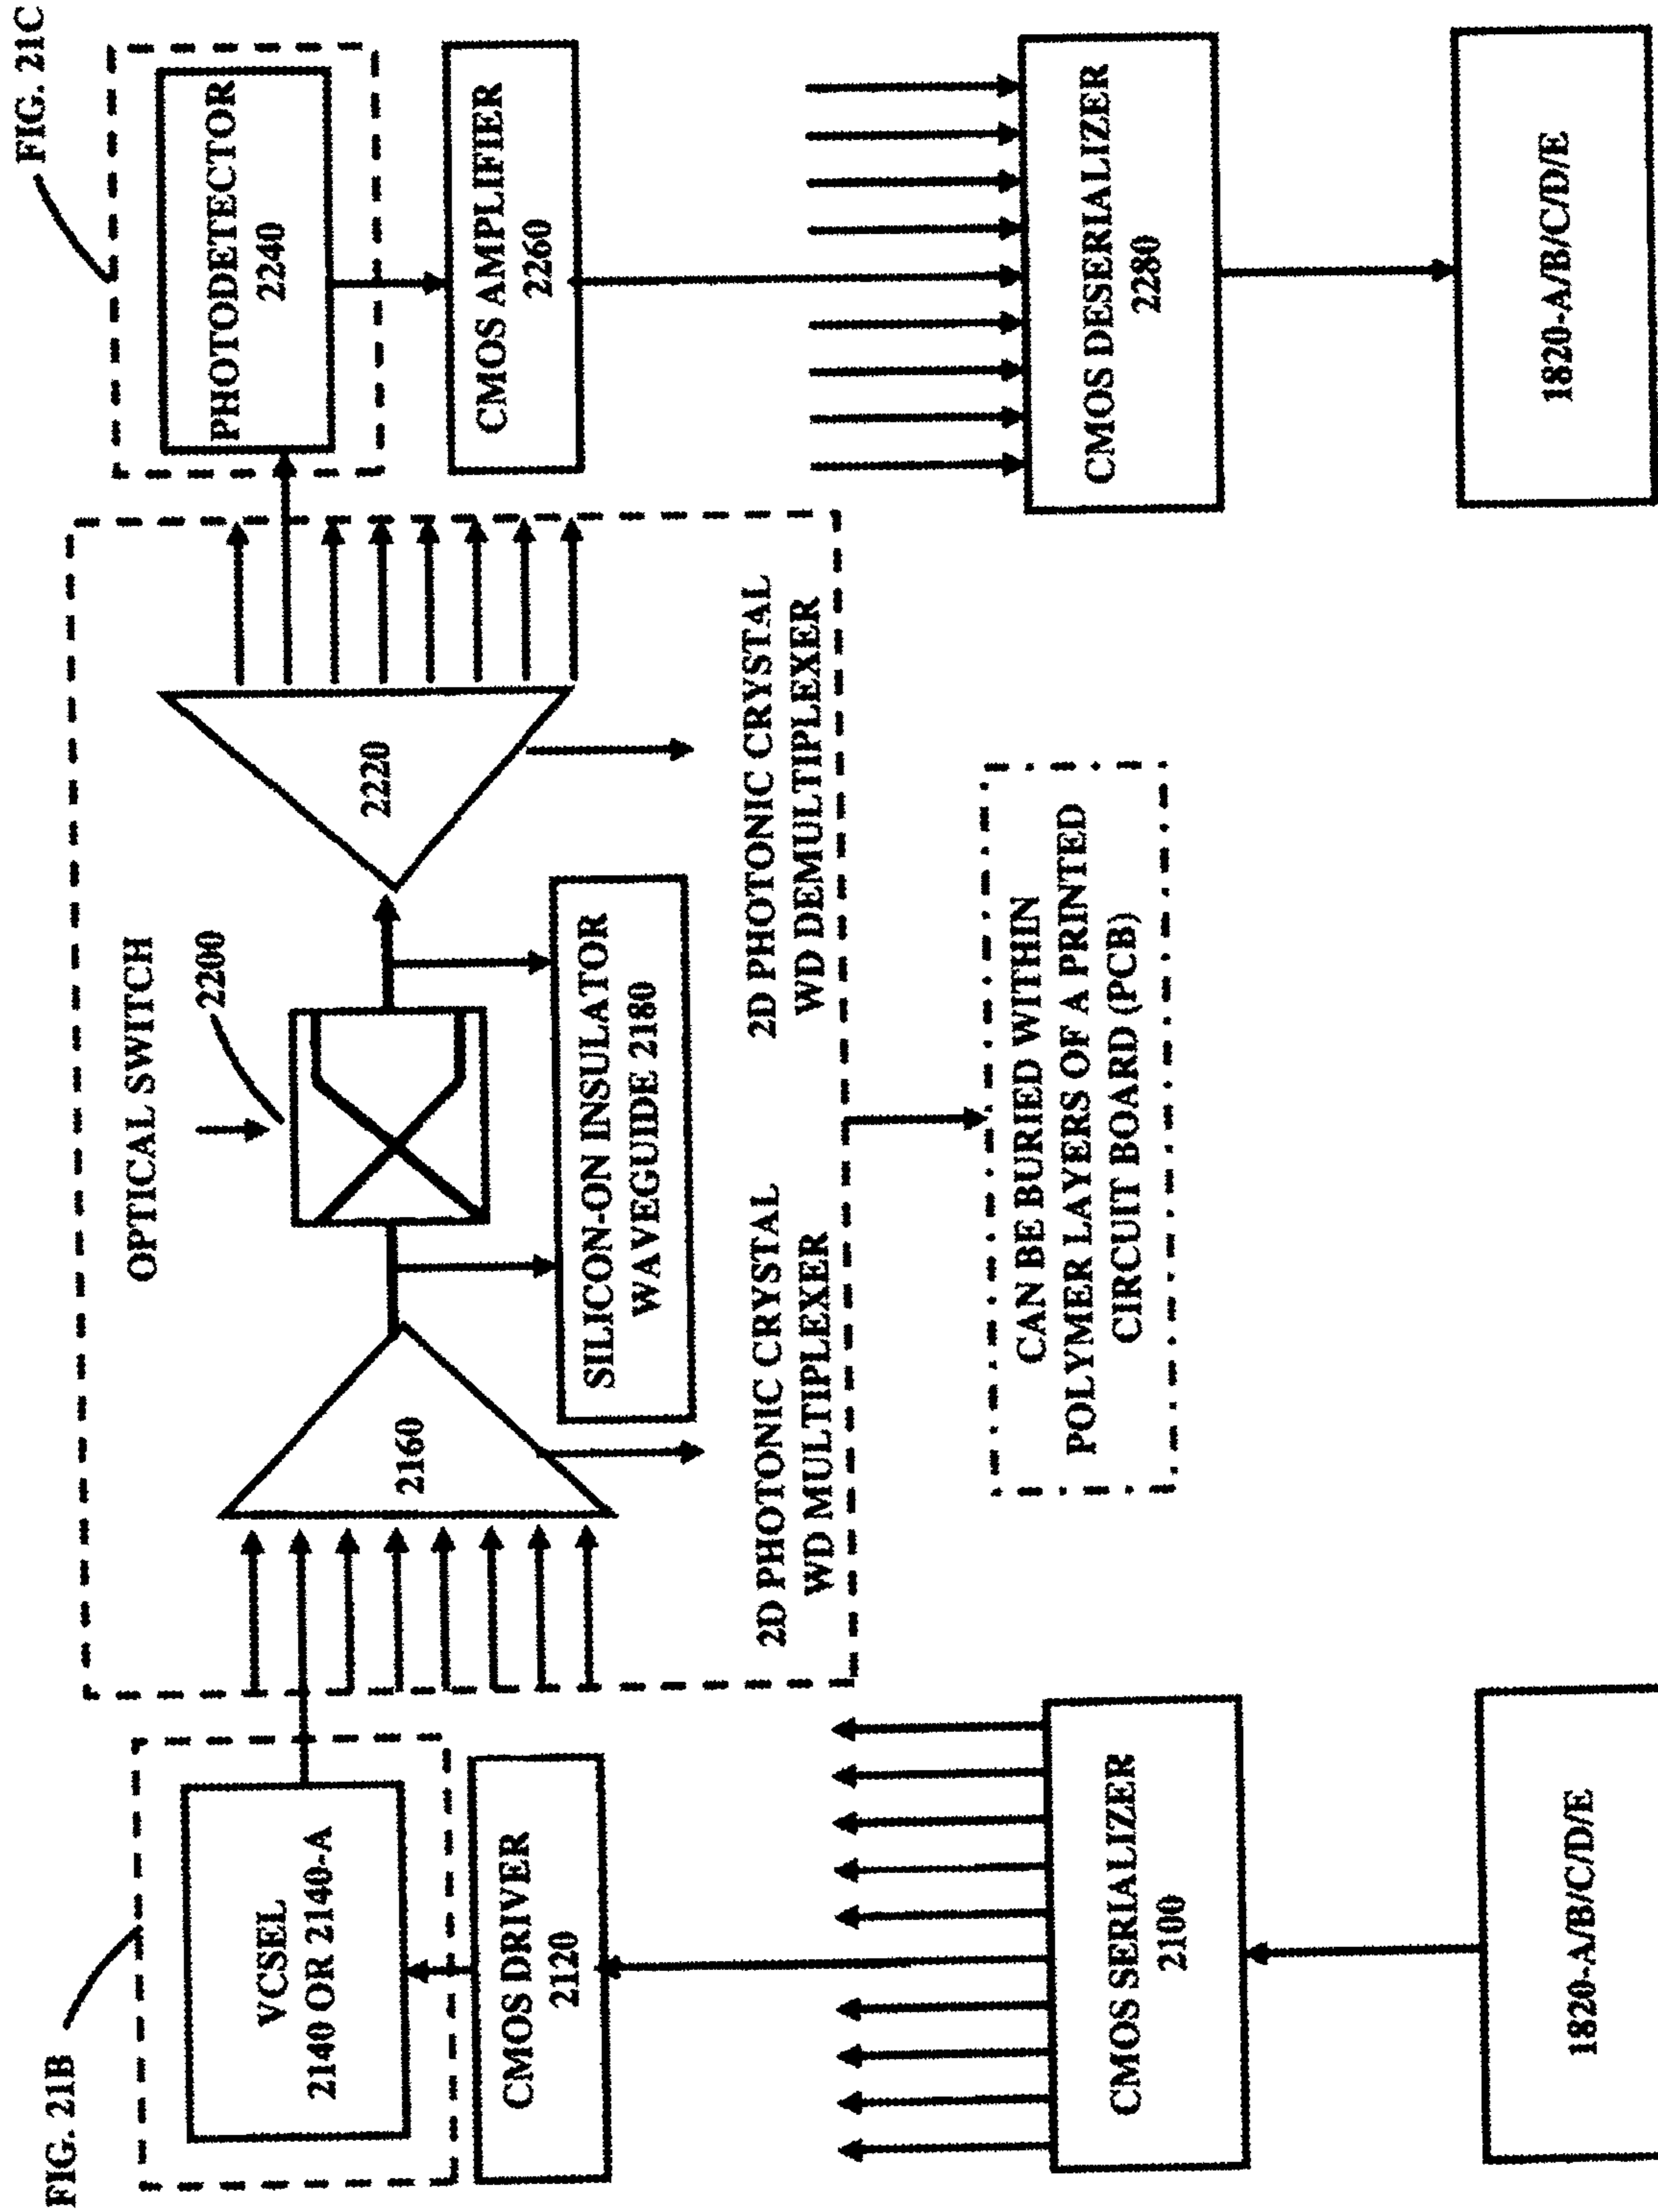 FIG. 21B
VCSEL
2140 OR 2140-A
CMOS DRIVER
2120
CMOS SERIALIZER
2100
1820-A/B/C/D/E
OPTICAL SWITCH
2200
2160
2220
SILICON-ON INSULATOR
WAVEGUIDE 2180
2D PHOTONIC CRYSTAL
WD MULTIPLEXER
2D PHOTONIC CRYSTAL
WD DEMULTIPLEXER
CAN BE BURIED WITHIN
POLYMER LAYERS OF A PRINTED
CIRCUIT BOARD (PCB)
FIG. 21C
PHOTODETECTOR
2240
CMOS AMPLIFIER
2260
CMOS DESERIALIZER
2280
1820-A/B/C/D/E